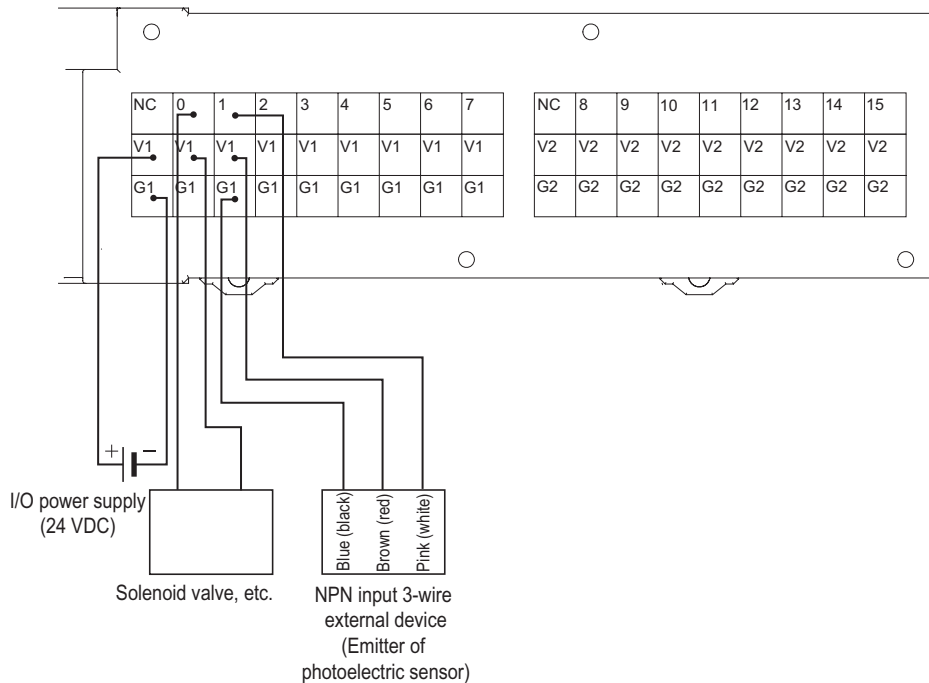 NC 0 1 2 3 4 5 6 7 NC 8 9 10 11 12 13 14 15
V1 V1 V1 V1 V1 V1 V1 V1 V1 V2 V2 V2 V2 V2 V2 V2 V2 V2
G1 G1 G1 G1 G1 G1 G1 G1 G1 G2 G2 G2 G2 G2 G2 G2 G2 G2
+ −
I/O power supply
(24 VDC)
Blue (black)
Brown (red)
Pink (white)
Solenoid valve, etc.
NPN input 3-wire
external device
(Emitter of
photoelectric sensor)